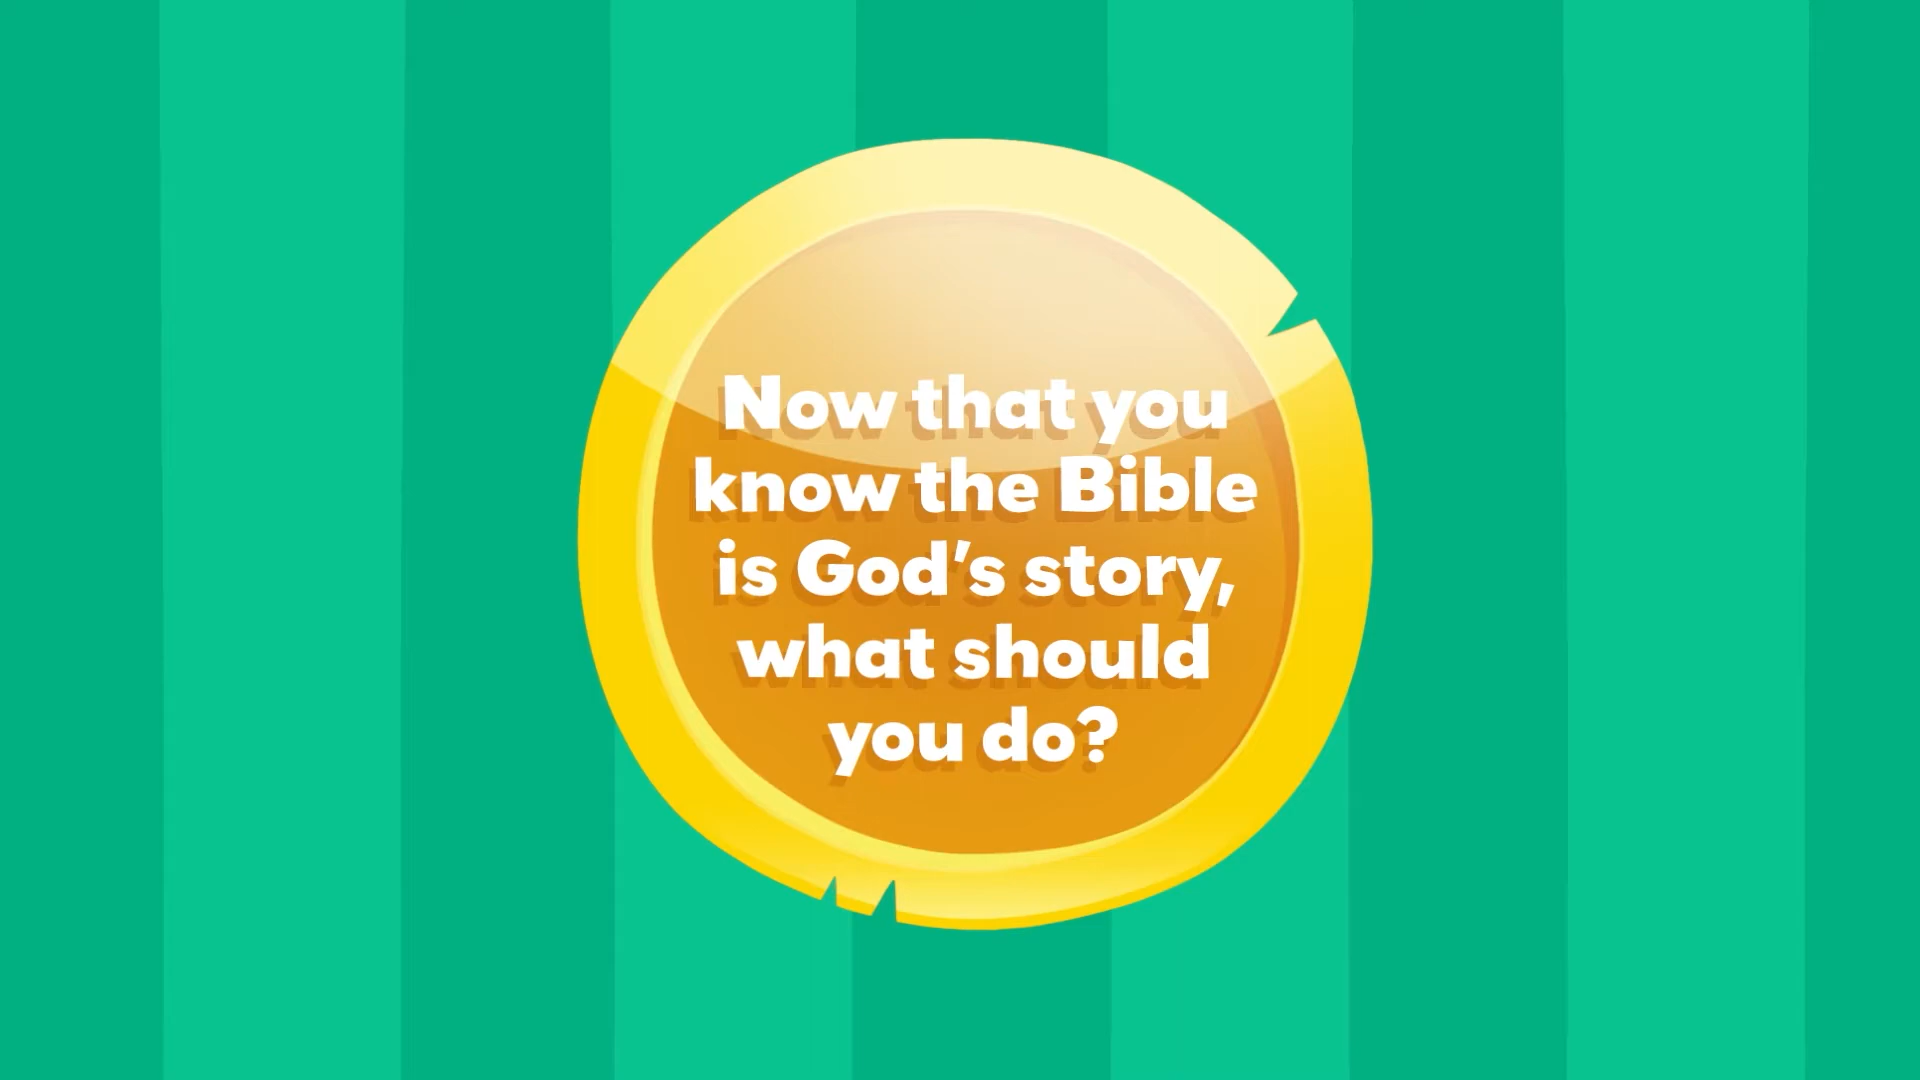 Now that you
know the Bible
is God's story,
what should
you do?